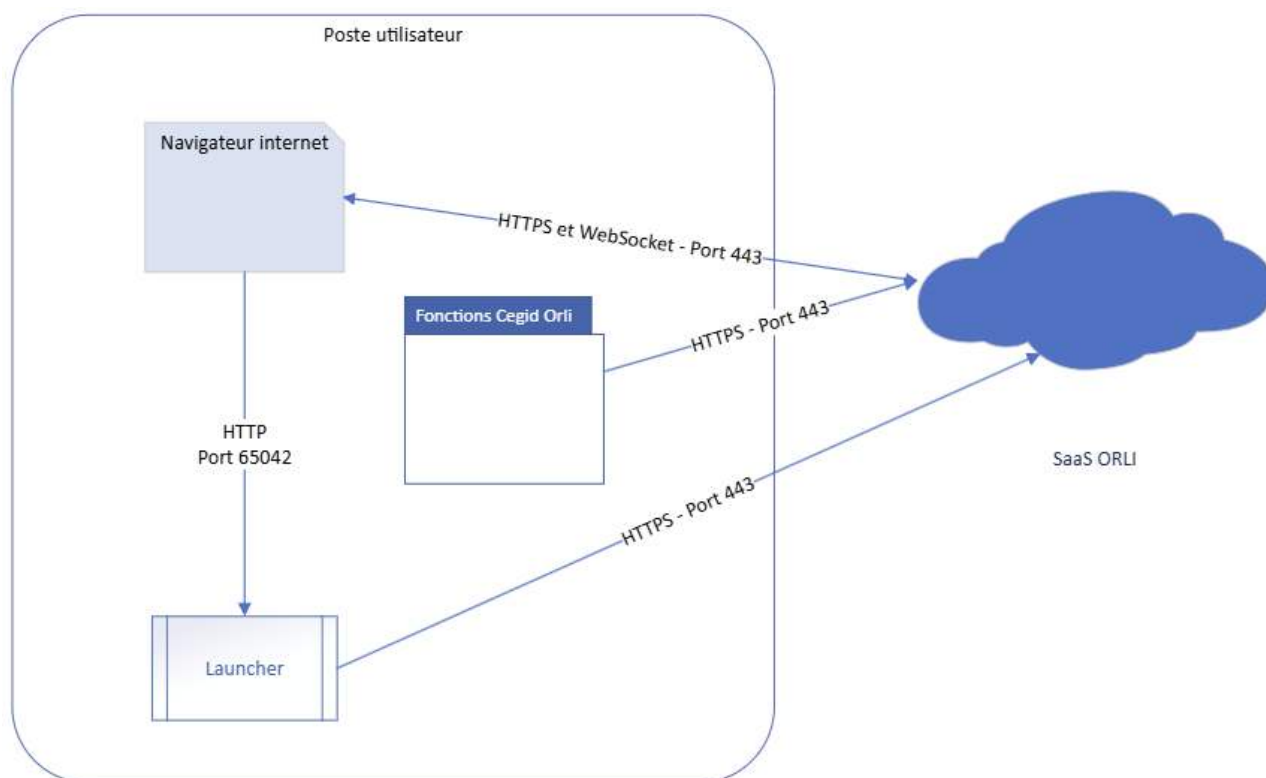 Poste utilisateur
Navigateur internet
HTTPS et WebSocket - Port 443
Fonctions Cegid Orli
HTTPS - Port 443
HTTP
Port 65042
SaaS ORLI
HTTPS - Port 443
Launcher